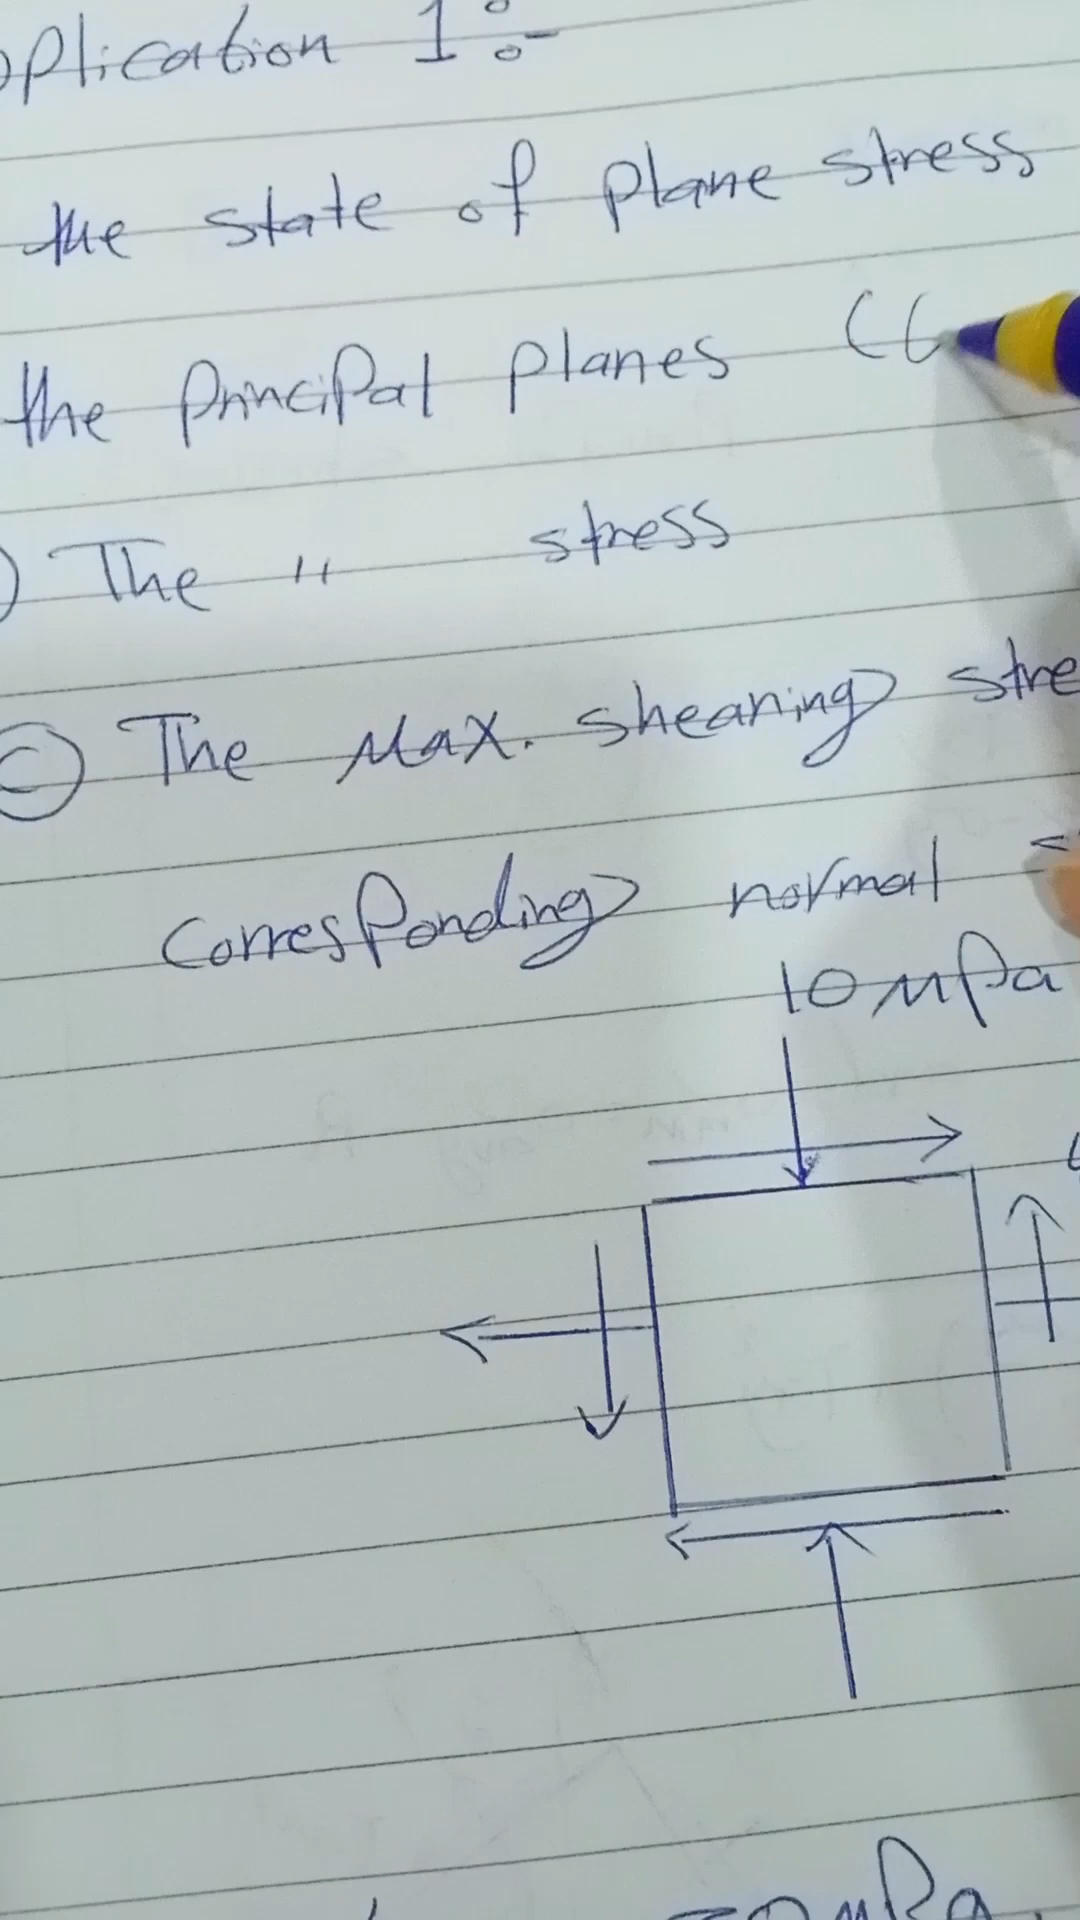 plication 1:-
the state of plane stress
the principal planes (
The " stress
C The Max. shearing stre
corresponding normal
10 MPa
MPa